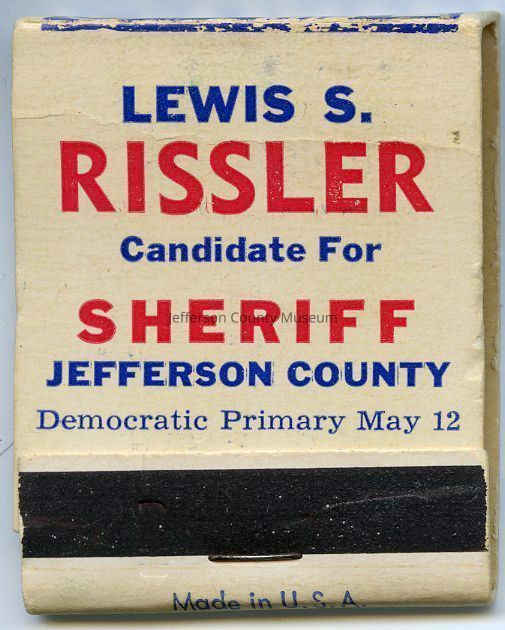 LEWIS S.
RISSLER
Candidate For
SHERIFF
Jefferson County Museum
JEFFERSON COUNTY
Democratic Primary May 12
Made in U.S.A.